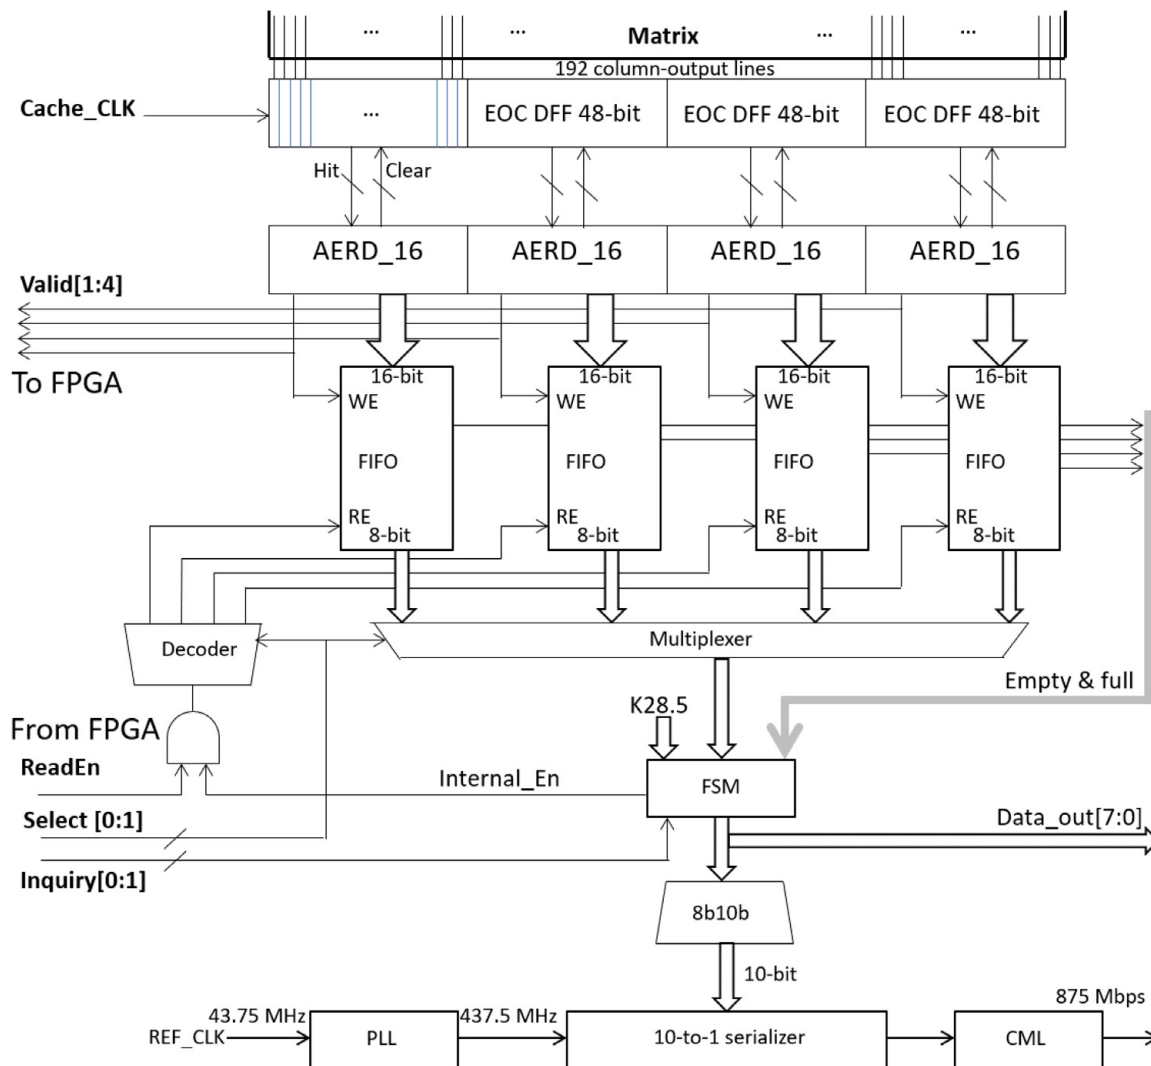 ... ... Matrix ... ...
192 column-output lines
Cache_CLK
... EOC DFF 48-bit EOC DFF 48-bit EOC DFF 48-bit
Hit Clear
AERD_16 AERD_16 AERD_16 AERD_16
Valid[1:4]
To FPGA
16-bit 16-bit 16-bit 16-bit
WE WE WE WE
FIFO FIFO FIFO FIFO
RE RE RE RE
8-bit 8-bit 8-bit 8-bit
Decoder Multiplexer
Empty & full
K28.5
From FPGA
ReadEn Internal_En FSM
Select [0:1] Data_out[7:0]
Inquiry[0:1]
8b10b
10-bit
43.75 MHz 437.5 MHz 875 Mbps
REF_CLK PLL 10-to-1 serializer CML